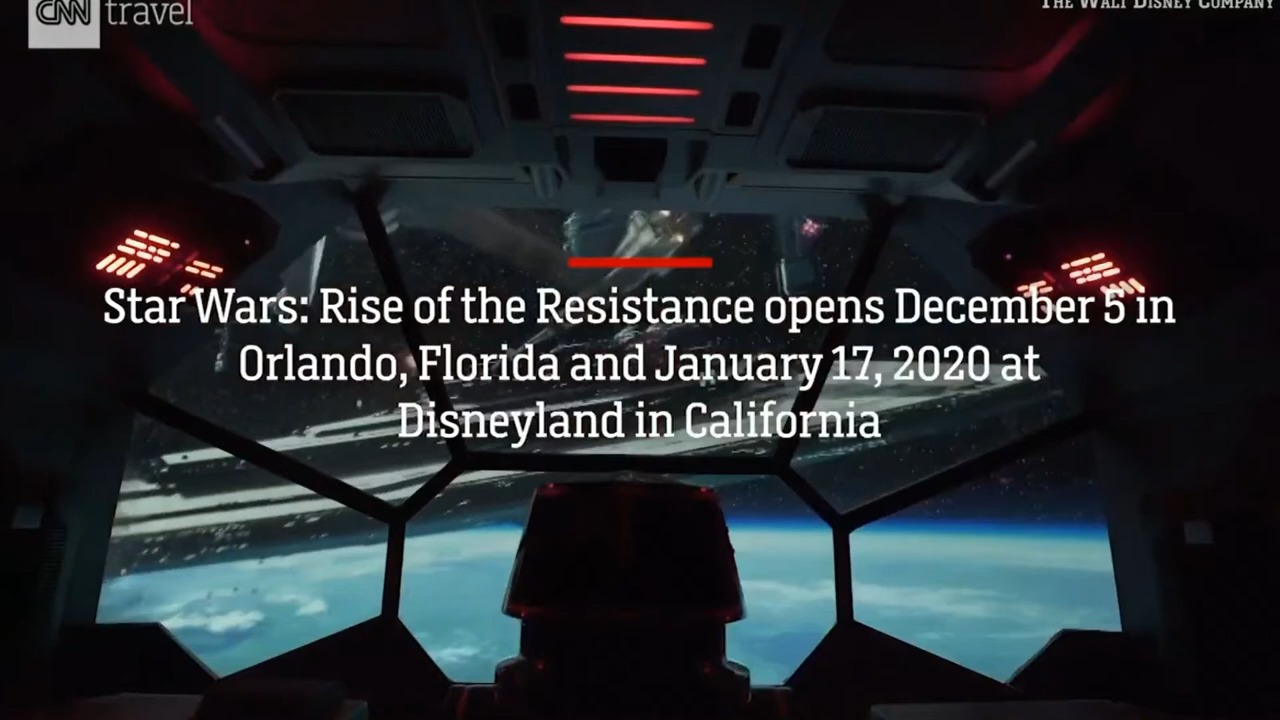 CNN travel
THE WALT DISNEY COMPANY
Star Wars: Rise of the Resistance opens December 5 in
Orlando, Florida and January 17, 2020 at
Disneyland in California